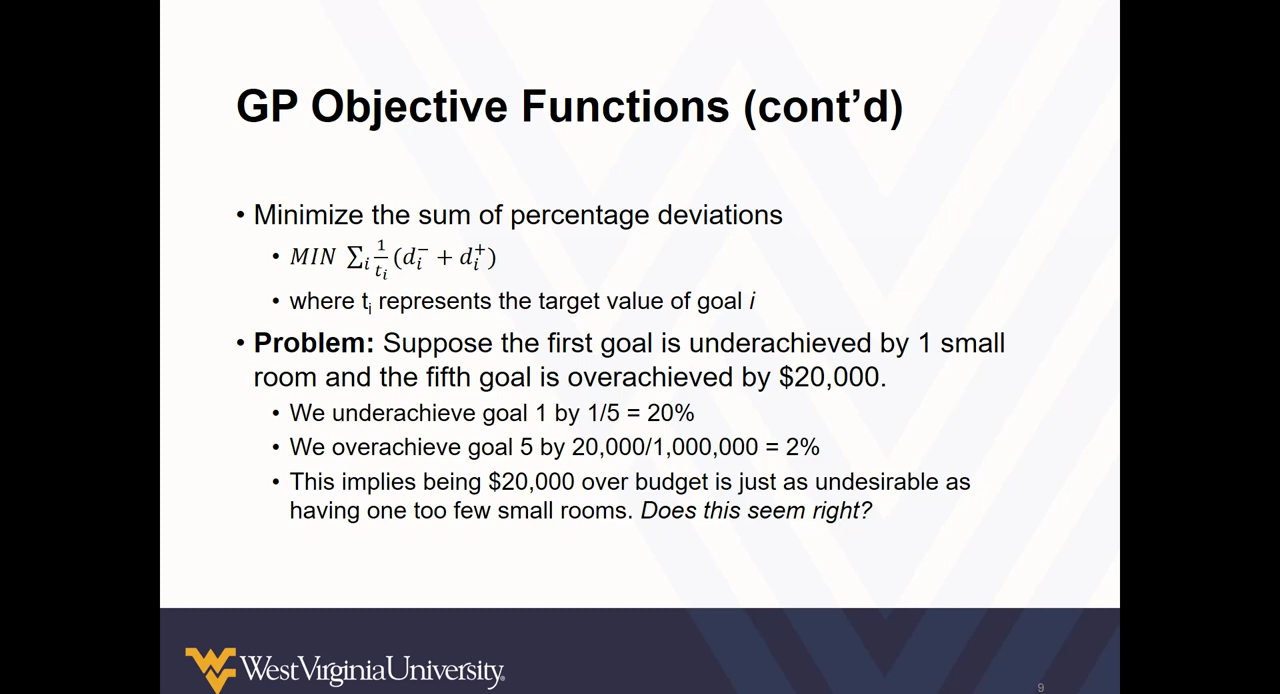 GP Objective Functions (cont’d)
• Minimize the sum of percentage deviations
• MIN ∑ᵢ 1/tᵢ (dᵢ⁻ + dᵢ⁺)
• where tᵢ represents the target value of goal i
• Problem: Suppose the first goal is underachieved by 1 small
room and the fifth goal is overachieved by $20,000.
• We underachieve goal 1 by 1/5 = 20%
• We overachieve goal 5 by 20,000/1,000,000 = 2%
• This implies being $20,000 over budget is just as undesirable as
having one too few small rooms. Does this seem right?
WestVirginiaUniversity.
9